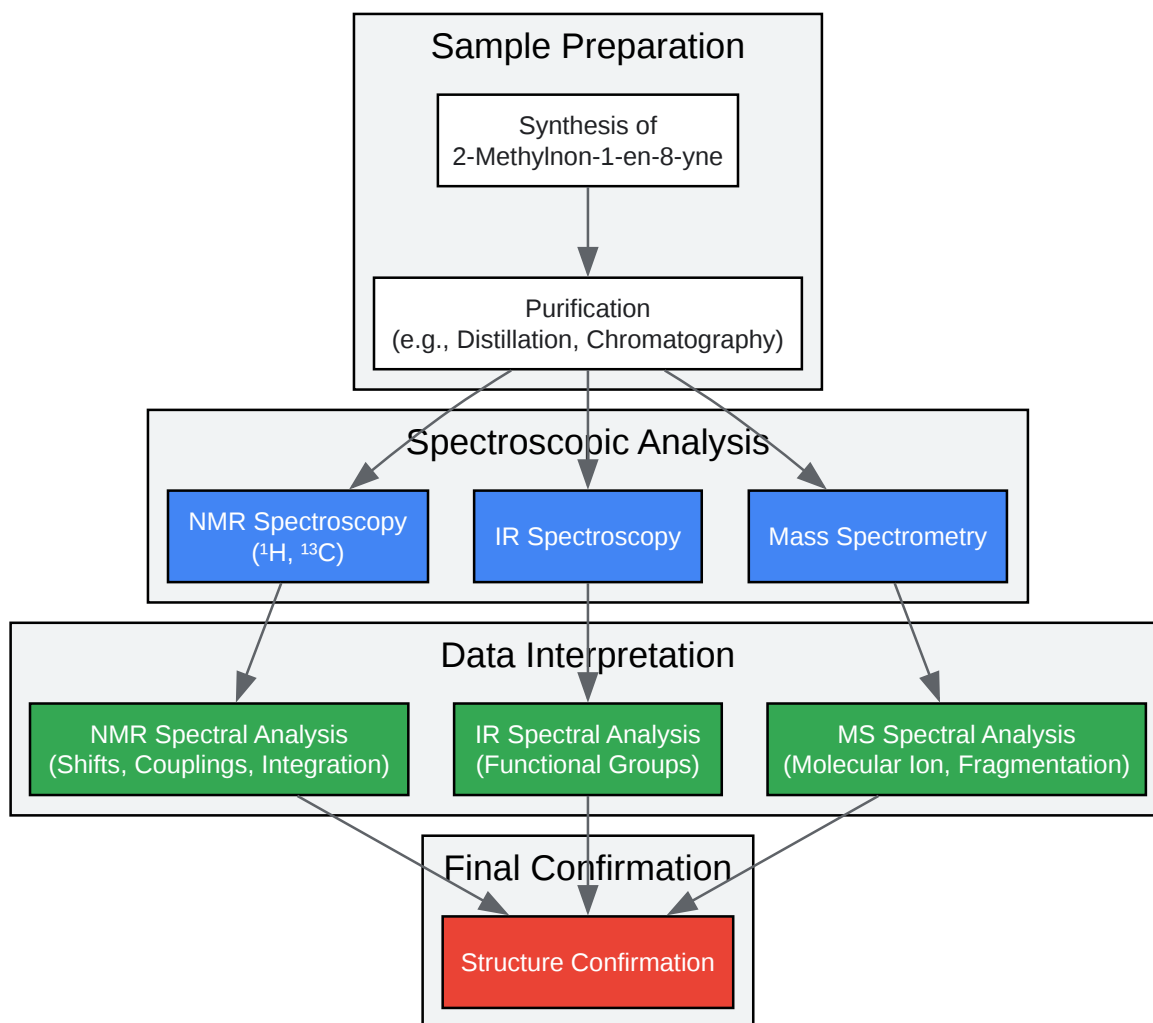 Sample Preparation
Synthesis of
2-Methylnon-1-en-8-yne
Purification
(e.g., Distillation, Chromatography)
Spectroscopic Analysis
NMR Spectroscopy
(¹H, ¹³C)
IR Spectroscopy
Mass Spectrometry
Data Interpretation
NMR Spectral Analysis
(Shifts, Couplings, Integration)
IR Spectral Analysis
(Functional Groups)
MS Spectral Analysis
(Molecular Ion, Fragmentation)
Final Confirmation
Structure Confirmation